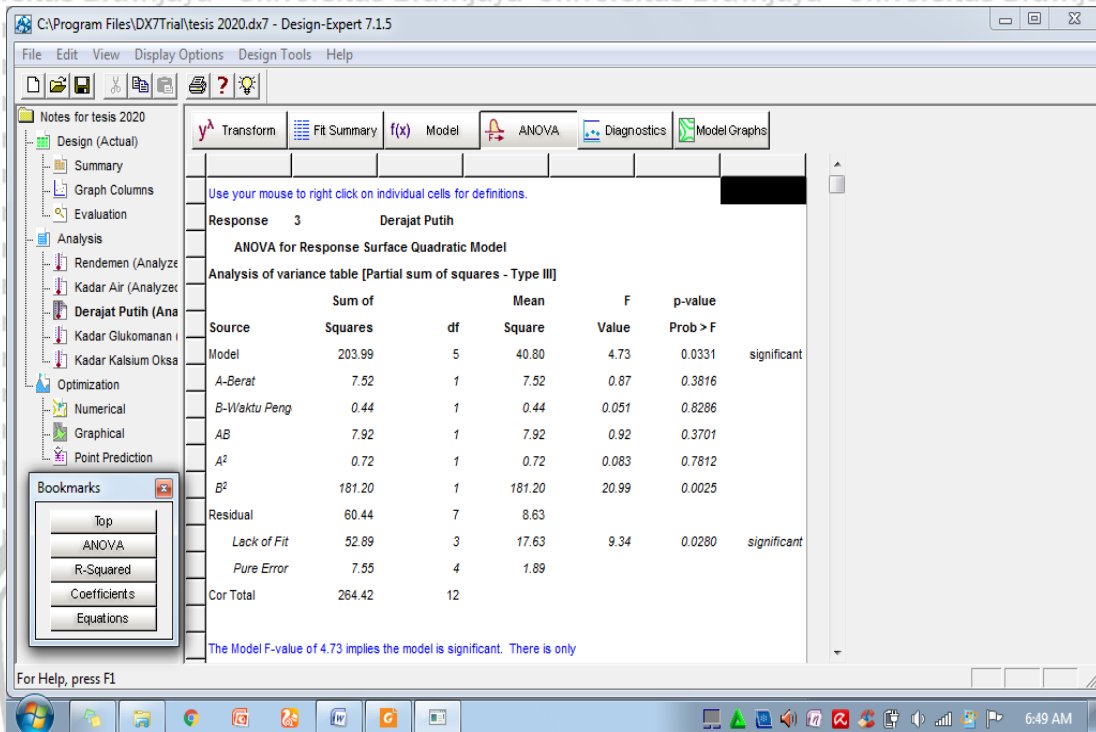 Universitas Brawijaya Universitas Brawijaya Universitas Brawijaya
C:\Program Files\DX7Trial\tesis 2020.dx7 - Design-Expert 7.1.5
File Edit View Display Options Design Tools Help
Notes for tesis 2020
Design (Actual)
Summary
Graph Columns
Evaluation
Analysis
Rendemen (Analyze
Kadar Air (Analyzed
Derajat Putih (Ana
Kadar Glukomanan (
Kadar Kalsium Oksa
Optimization
Numerical
Graphical
Point Prediction
Bookmarks
Top
ANOVA
R-Squared
Coefficients
Equations
yλ Transform Fit Summary f(x) Model ANOVA Diagnostics Model Graphs
Use your mouse to right click on individual cells for definitions.
Response 3 Derajat Putih
ANOVA for Response Surface Quadratic Model
Analysis of variance table [Partial sum of squares - Type III]
Sum of Mean F p-value
Source Squares df Square Value Prob > F
Model 203.99 5 40.80 4.73 0.0331 significant
A-Berat 7.52 1 7.52 0.87 0.3816
B-Waktu Peng 0.44 1 0.44 0.051 0.8286
AB 7.92 1 7.92 0.92 0.3701
A² 0.72 1 0.72 0.083 0.7812
B² 181.20 1 181.20 20.99 0.0025
Residual 60.44 7 8.63
Lack of Fit 52.89 3 17.63 9.34 0.0280 significant
Pure Error 7.55 4 1.89
Cor Total 264.42 12
The Model F-value of 4.73 implies the model is significant. There is only
For Help, press F1
6:49 AM